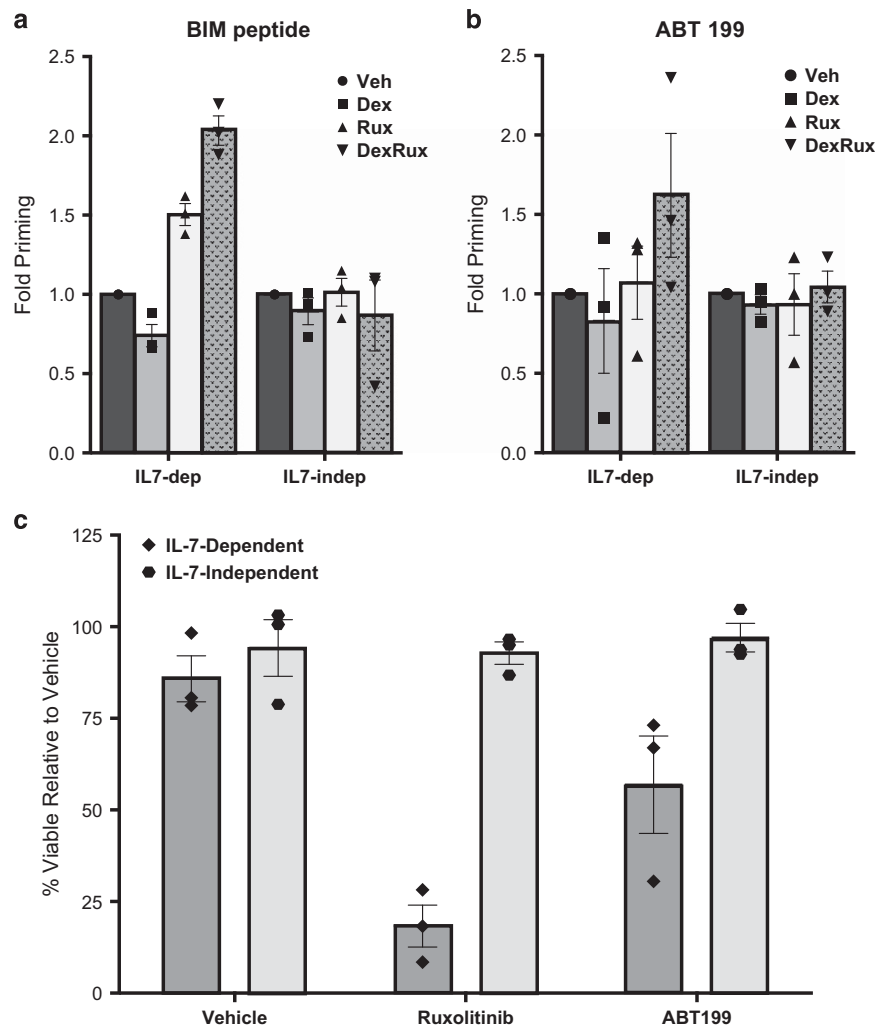 a
BIM peptide
2.5
2.0
1.5
1.0
0.5
0.0
Fold Priming
Veh
Dex
Rux
DexRux
IL7-dep IL7-indep
b
ABT 199
2.5
2.0
1.5
1.0
0.5
0.0
Fold Priming
Veh
Dex
Rux
DexRux
IL7-dep IL7-indep
c
125
100
75
50
25
0
% Viable Relative to Vehicle
IL-7-Dependent
IL-7-Independent
Vehicle Ruxolitinib ABT199